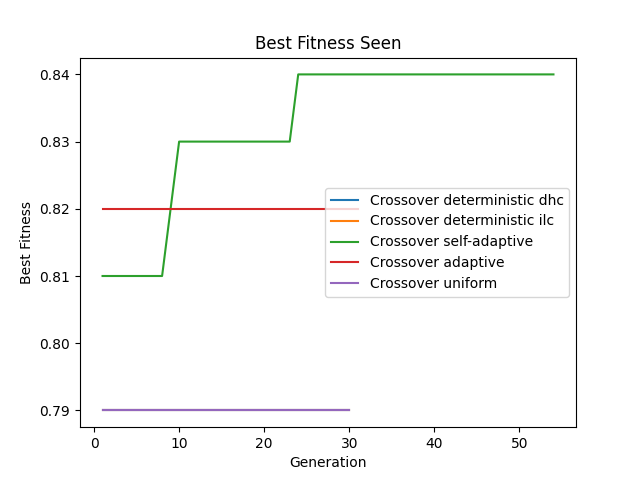 Best Fitness Seen
0.84
0.83
0.82
0.81
0.80
0.79
Best Fitness
Crossover deterministic dhc
Crossover deterministic ilc
Crossover self-adaptive
Crossover adaptive
Crossover uniform
0 10 20 30 40 50
Generation